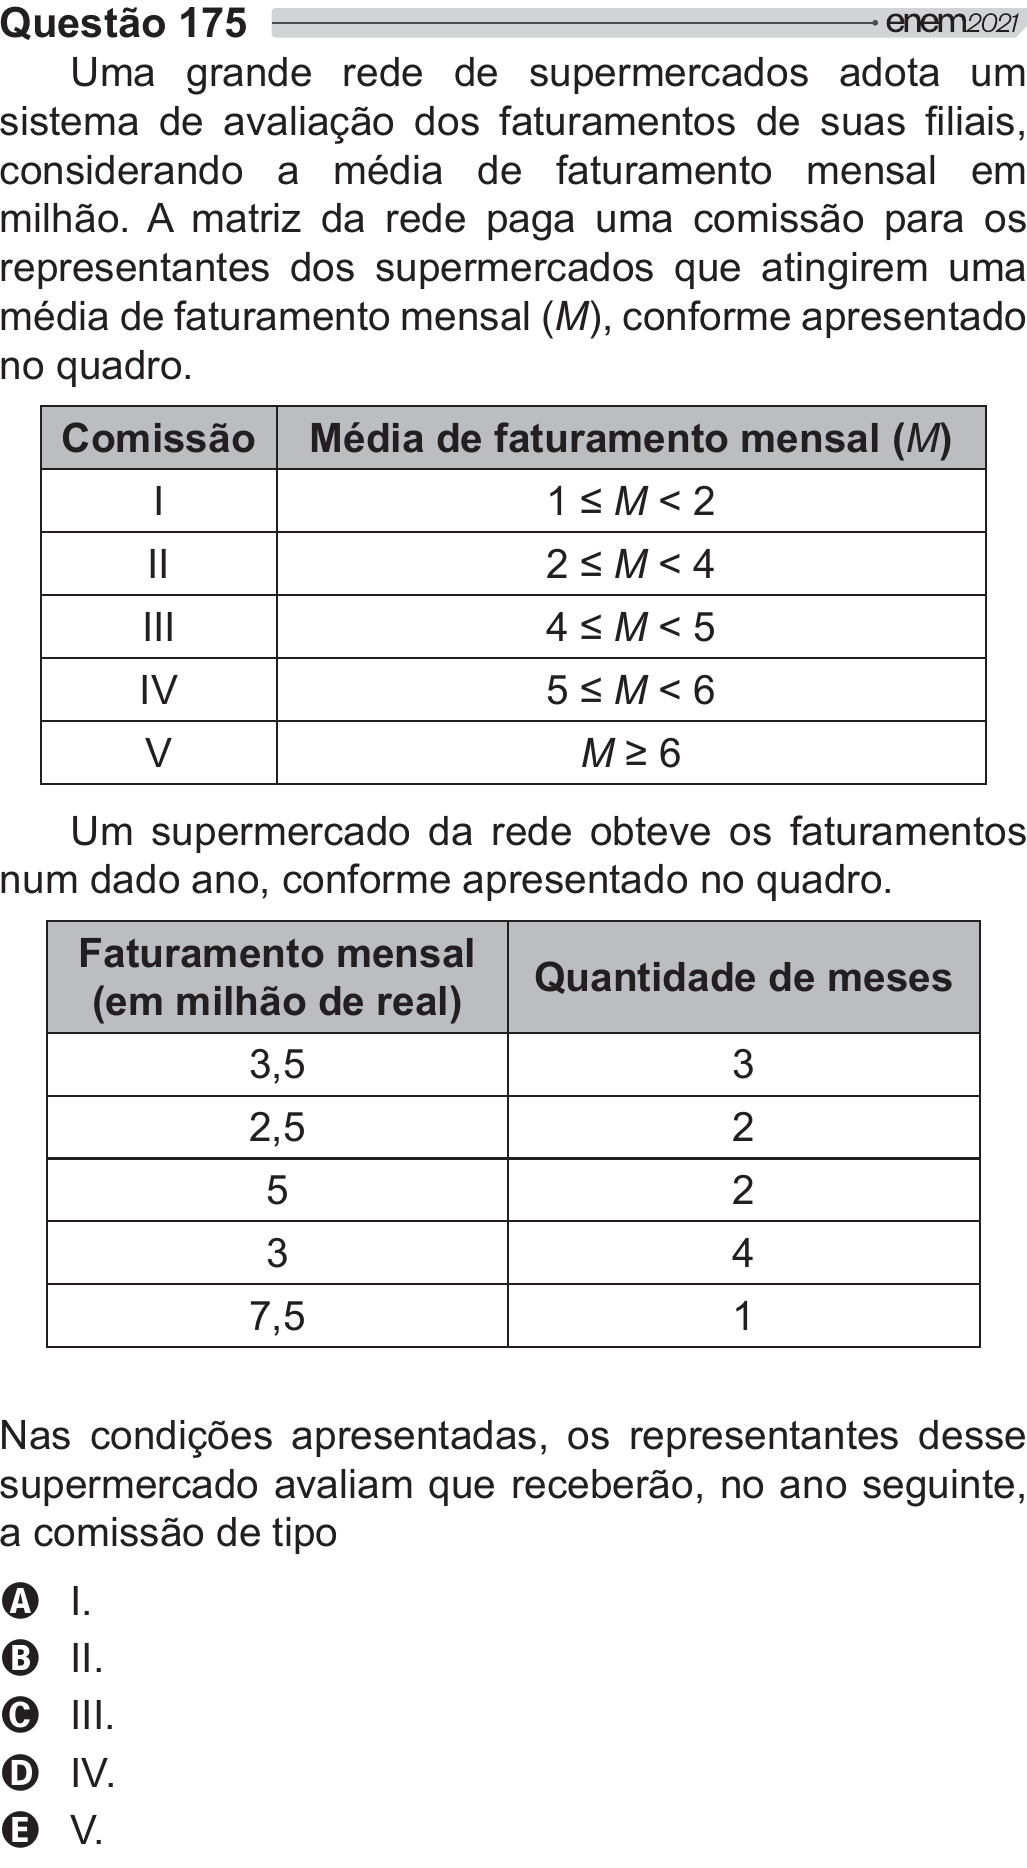 Questão 175 enem2021
Uma grande rede de supermercados adota um
sistema de avaliação dos faturamentos de suas filiais,
considerando a média de faturamento mensal em
milhão. A matriz da rede paga uma comissão para os
representantes dos supermercados que atingirem uma
média de faturamento mensal (M), conforme apresentado
no quadro.
Comissão Média de faturamento mensal (M)
I 1 ≤ M < 2
II 2 ≤ M < 4
III 4 ≤ M < 5
IV 5 ≤ M < 6
V M ≥ 6
Um supermercado da rede obteve os faturamentos
num dado ano, conforme apresentado no quadro.
Faturamento mensal
(em milhão de real) Quantidade de meses
3,5 3
2,5 2
5 2
3 4
7,5 1
Nas condições apresentadas, os representantes desse
supermercado avaliam que receberão, no ano seguinte,
a comissão de tipo
A I.
B II.
C III.
D IV.
E V.